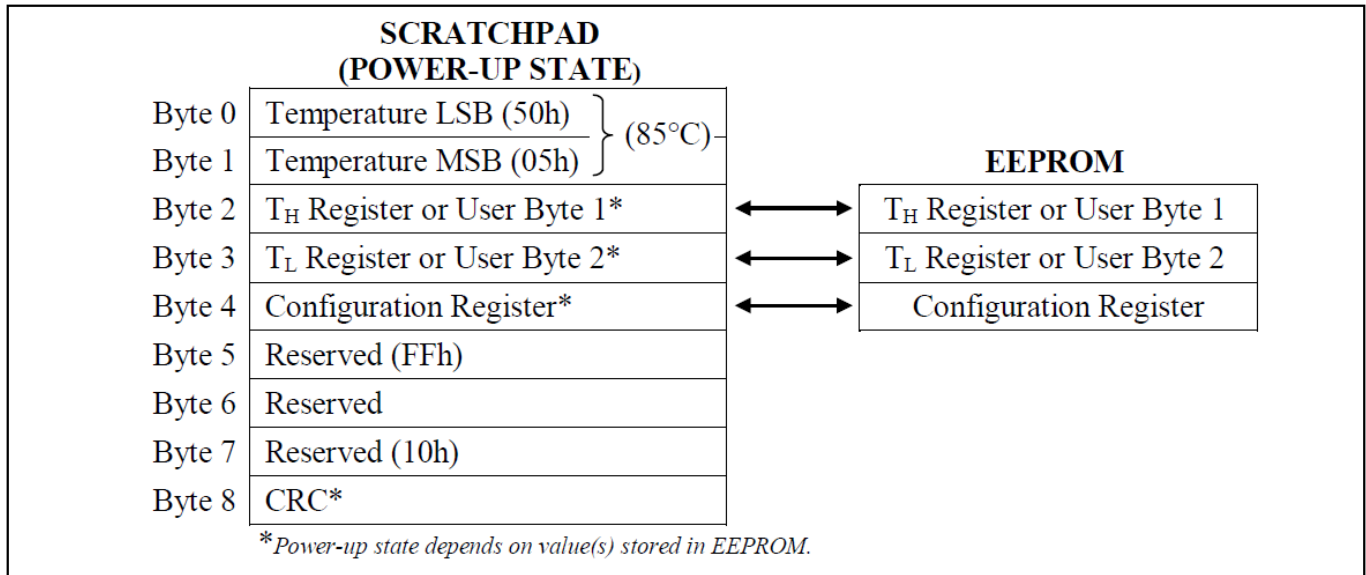 SCRATCHPAD
(POWER-UP STATE)
Byte 0 Temperature LSB (50h)
(85°C)
Byte 1 Temperature MSB (05h)
EEPROM
Byte 2 TH Register or User Byte 1* TH Register or User Byte 1
Byte 3 TL Register or User Byte 2* TL Register or User Byte 2
Byte 4 Configuration Register* Configuration Register
Byte 5 Reserved (FFh)
Byte 6 Reserved
Byte 7 Reserved (10h)
Byte 8 CRC*
*Power-up state depends on value(s) stored in EEPROM.